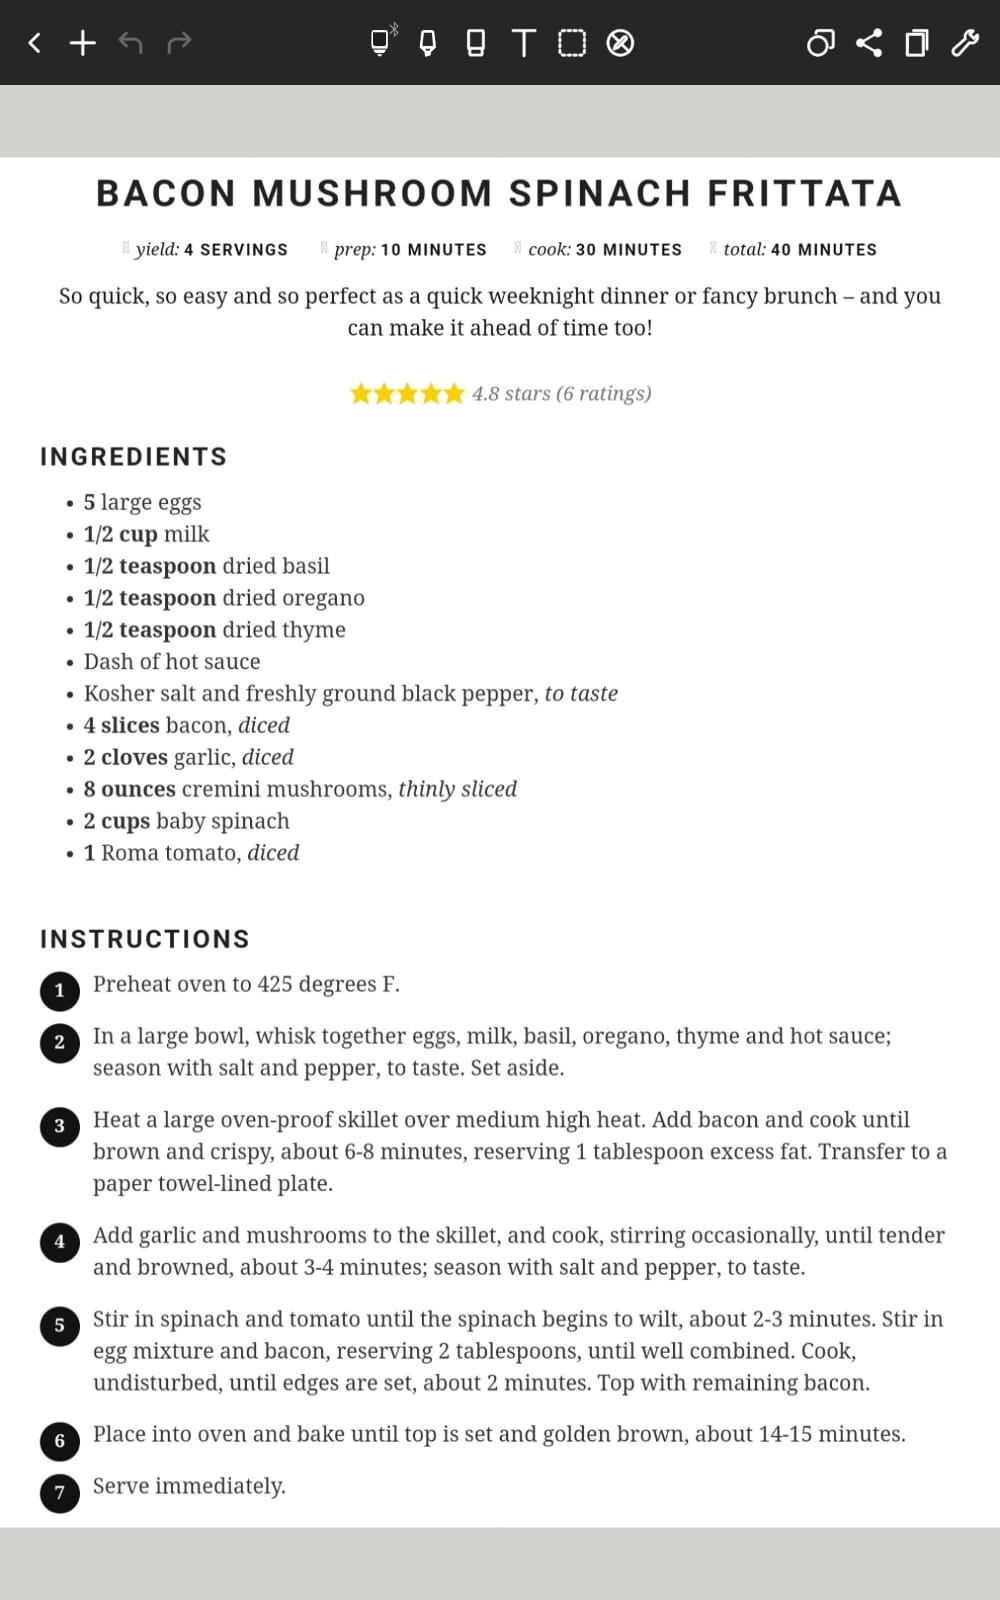 BACON MUSHROOM SPINACH FRITTATA
yield: 4 SERVINGS prep: 10 MINUTES cook: 30 MINUTES total: 40 MINUTES
So quick, so easy and so perfect as a quick weeknight dinner or fancy brunch – and you
can make it ahead of time too!
4.8 stars (6 ratings)
INGREDIENTS
• 5 large eggs
• 1/2 cup milk
• 1/2 teaspoon dried basil
• 1/2 teaspoon dried oregano
• 1/2 teaspoon dried thyme
• Dash of hot sauce
• Kosher salt and freshly ground black pepper, to taste
• 4 slices bacon, diced
• 2 cloves garlic, diced
• 8 ounces cremini mushrooms, thinly sliced
• 2 cups baby spinach
• 1 Roma tomato, diced
INSTRUCTIONS
1 Preheat oven to 425 degrees F.
2 In a large bowl, whisk together eggs, milk, basil, oregano, thyme and hot sauce;
season with salt and pepper, to taste. Set aside.
3 Heat a large oven-proof skillet over medium high heat. Add bacon and cook until
brown and crispy, about 6-8 minutes, reserving 1 tablespoon excess fat. Transfer to a
paper towel-lined plate.
4 Add garlic and mushrooms to the skillet, and cook, stirring occasionally, until tender
and browned, about 3-4 minutes; season with salt and pepper, to taste.
5 Stir in spinach and tomato until the spinach begins to wilt, about 2-3 minutes. Stir in
egg mixture and bacon, reserving 2 tablespoons, until well combined. Cook,
undisturbed, until edges are set, about 2 minutes. Top with remaining bacon.
6 Place into oven and bake until top is set and golden brown, about 14-15 minutes.
7 Serve immediately.